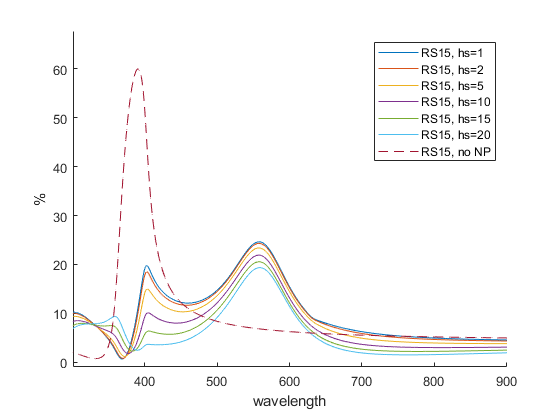 RS15, hs=1
RS15, hs=2
RS15, hs=5
RS15, hs=10
RS15, hs=15
RS15, hs=20
RS15, no NP
60
50
40
30
20
10
0
%
400 500 600 700 800 900
wavelength